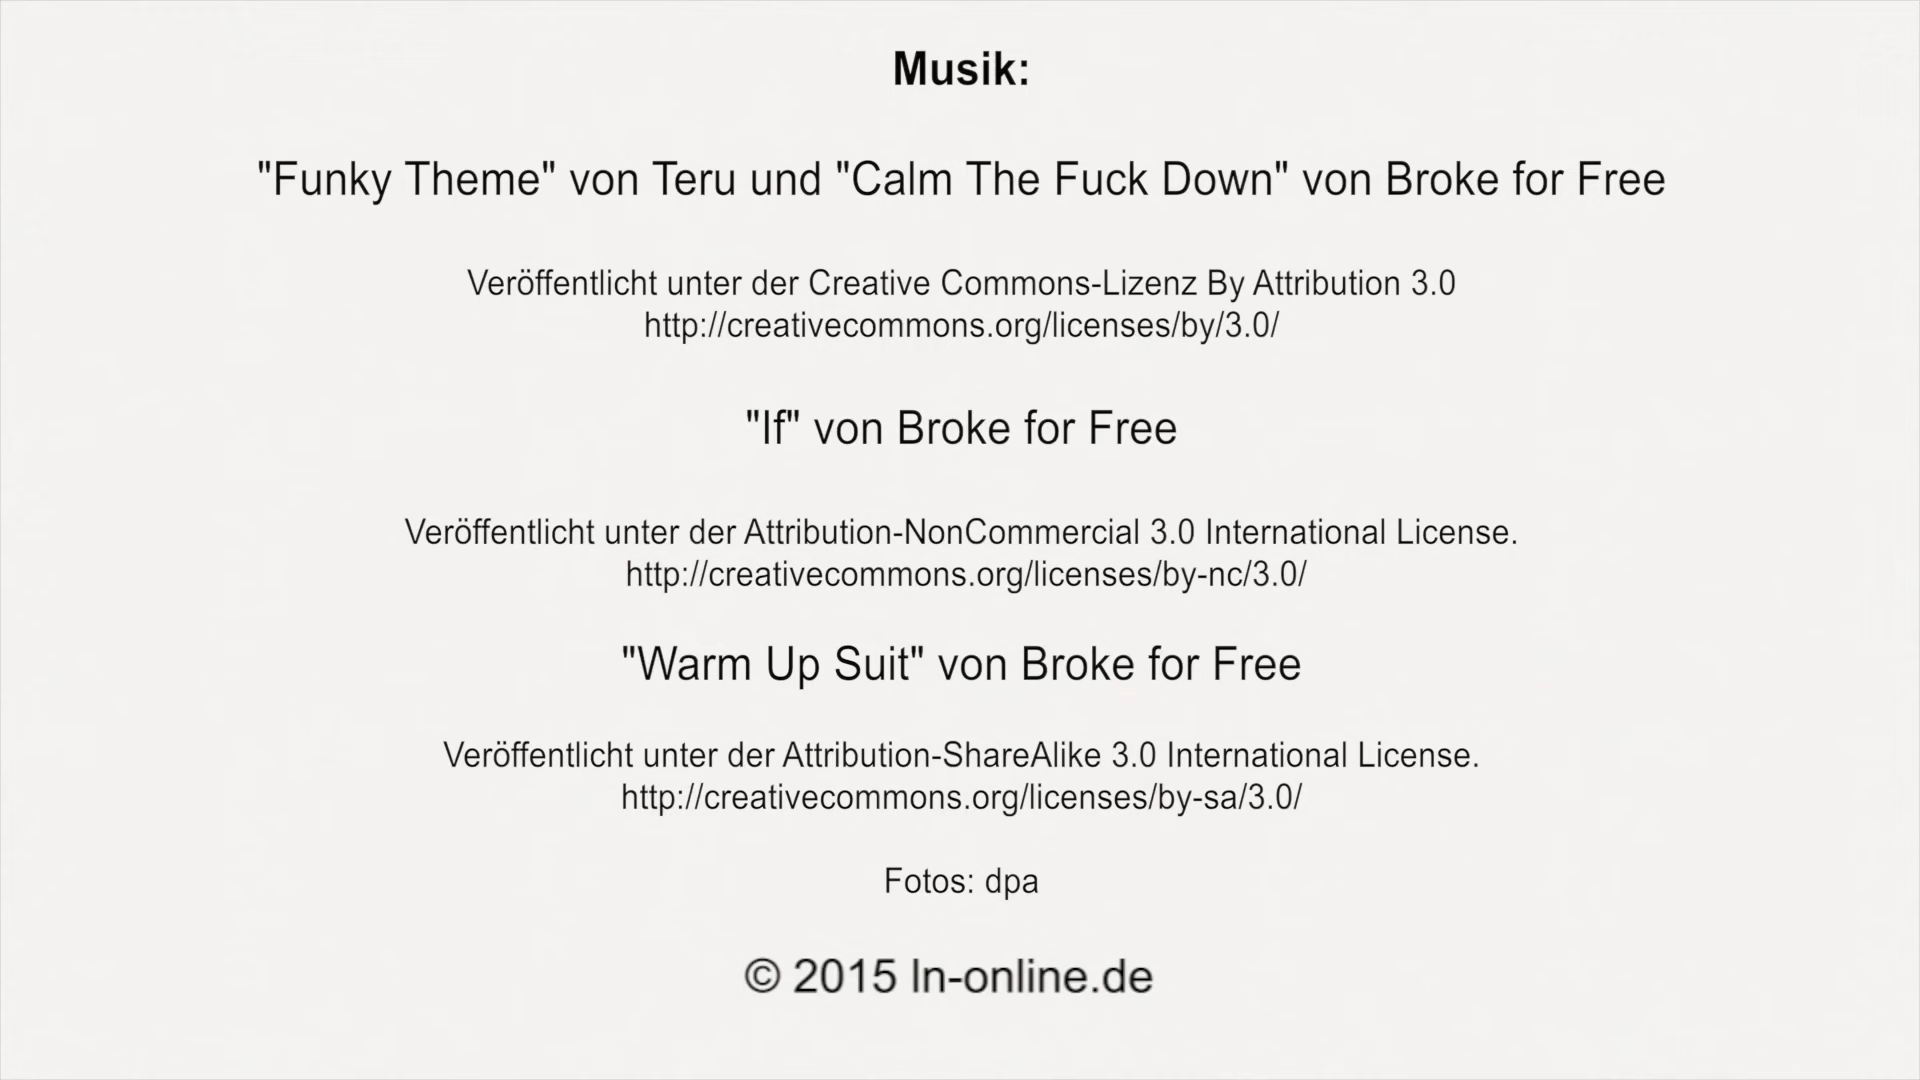 Musik:
"Funky Theme" von Teru und "Calm The Fuck Down" von Broke for Free
Veröffentlicht unter der Creative Commons-Lizenz By Attribution 3.0
http://creativecommons.org/licenses/by/3.0/
"If" von Broke for Free
Veröffentlicht unter der Attribution-NonCommercial 3.0 International License.
http://creativecommons.org/licenses/by-nc/3.0/
"Warm Up Suit" von Broke for Free
Veröffentlicht unter der Attribution-ShareAlike 3.0 International License.
http://creativecommons.org/licenses/by-sa/3.0/
Fotos: dpa
© 2015 ln-online.de